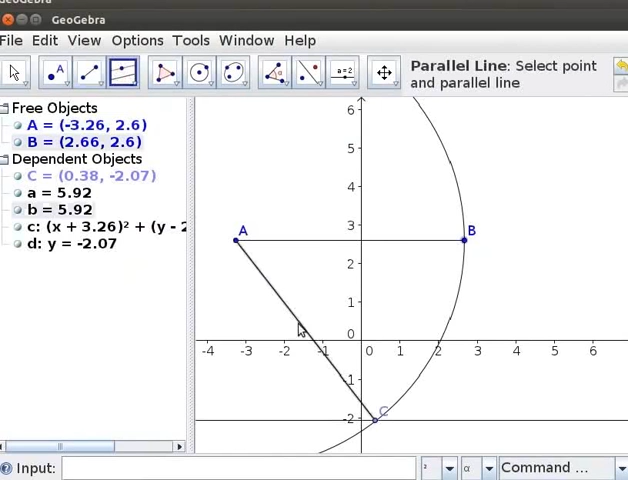 GeoGebra
File Edit View Options Tools Window Help
A
a=2
Parallel Line: Select point
and parallel line
Free Objects
A = (-3.26, 2.6)
B = (2.66, 2.6)
Dependent Objects
C = (0.38, -2.07)
a = 5.92
b = 5.92
c: (x + 3.26)² + (y - 2
d: y = -2.07
6
5
4
3
A
B
2
1
0
-4 -3 -2 -1 0 1 2 3 4 5 6
-1
C
-2
Input:
² α Command ...